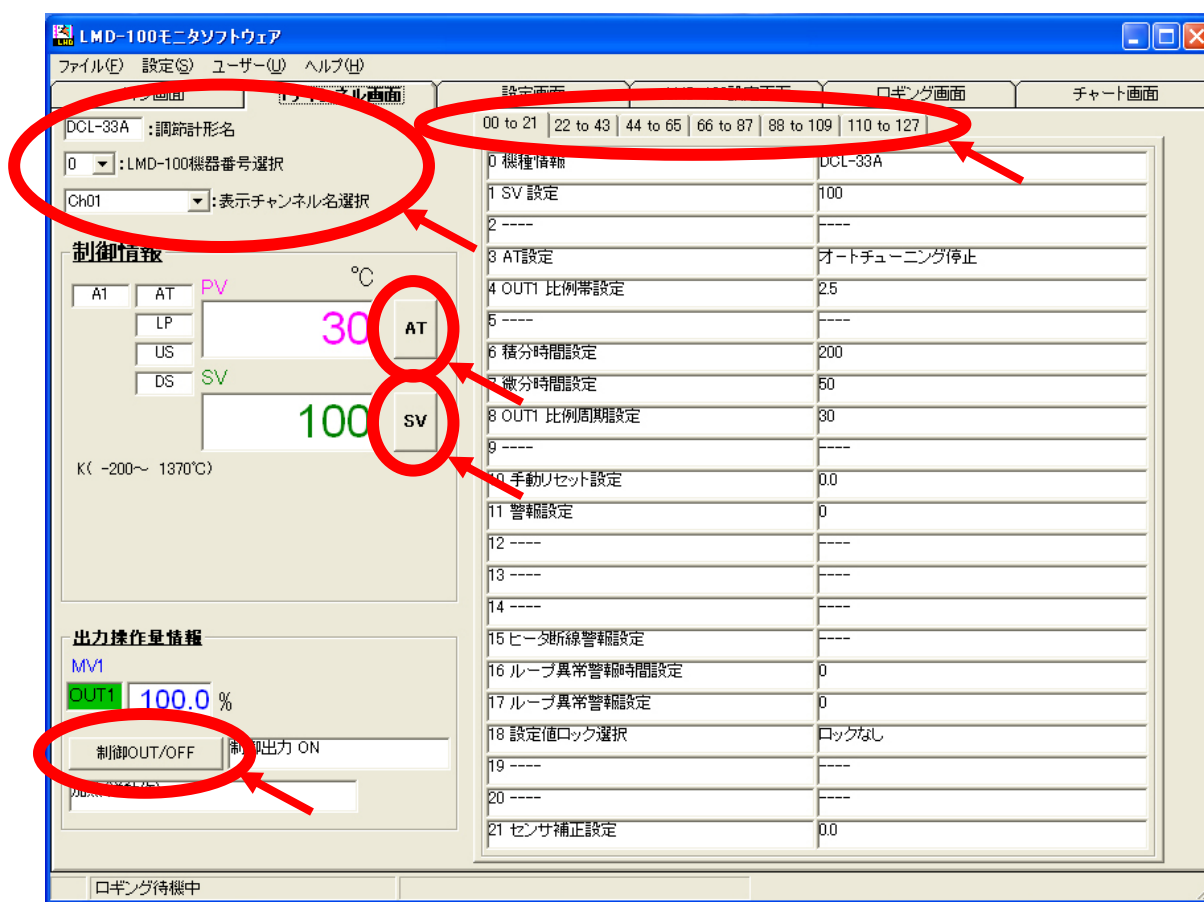 LMD-100モニタソフトウェア
ファイル(F) 設定(S) ユーザー(U) ヘルプ(H)
ロギング画面 チャート画面
DCL-33A :調節計形名
0 :LMD-100機器番号選択
Ch01 :表示チャンネル名選択
制御情報
A1 AT PV ℃
LP 30 AT
US
DS SV
100 SV
K( -200～ 1370℃)
出力操作量情報
MV1
OUT1 100.0 %
制御OUT/OFF 制御出力 ON
00 to 21 22 to 43 44 to 65 66 to 87 88 to 109 110 to 127
0 機種情報 DCL-33A
1 SV 設定 100
2 ---- ----
3 AT設定 オートチューニング停止
4 OUT1 比例帯設定 2.5
5 ---- ----
6 積分時間設定 200
7 微分時間設定 50
8 OUT1 比例周期設定 30
9 ---- ----
10 手動リセット設定 0.0
11 警報設定 0
12 ---- ----
13 ---- ----
14 ---- ----
15 ヒータ断線警報設定 ----
16 ループ異常警報時間設定 0
17 ループ異常警報設定 0
18 設定値ロック選択 ロックなし
19 ---- ----
20 ---- ----
21 センサ補正設定 0.0
ロギング待機中